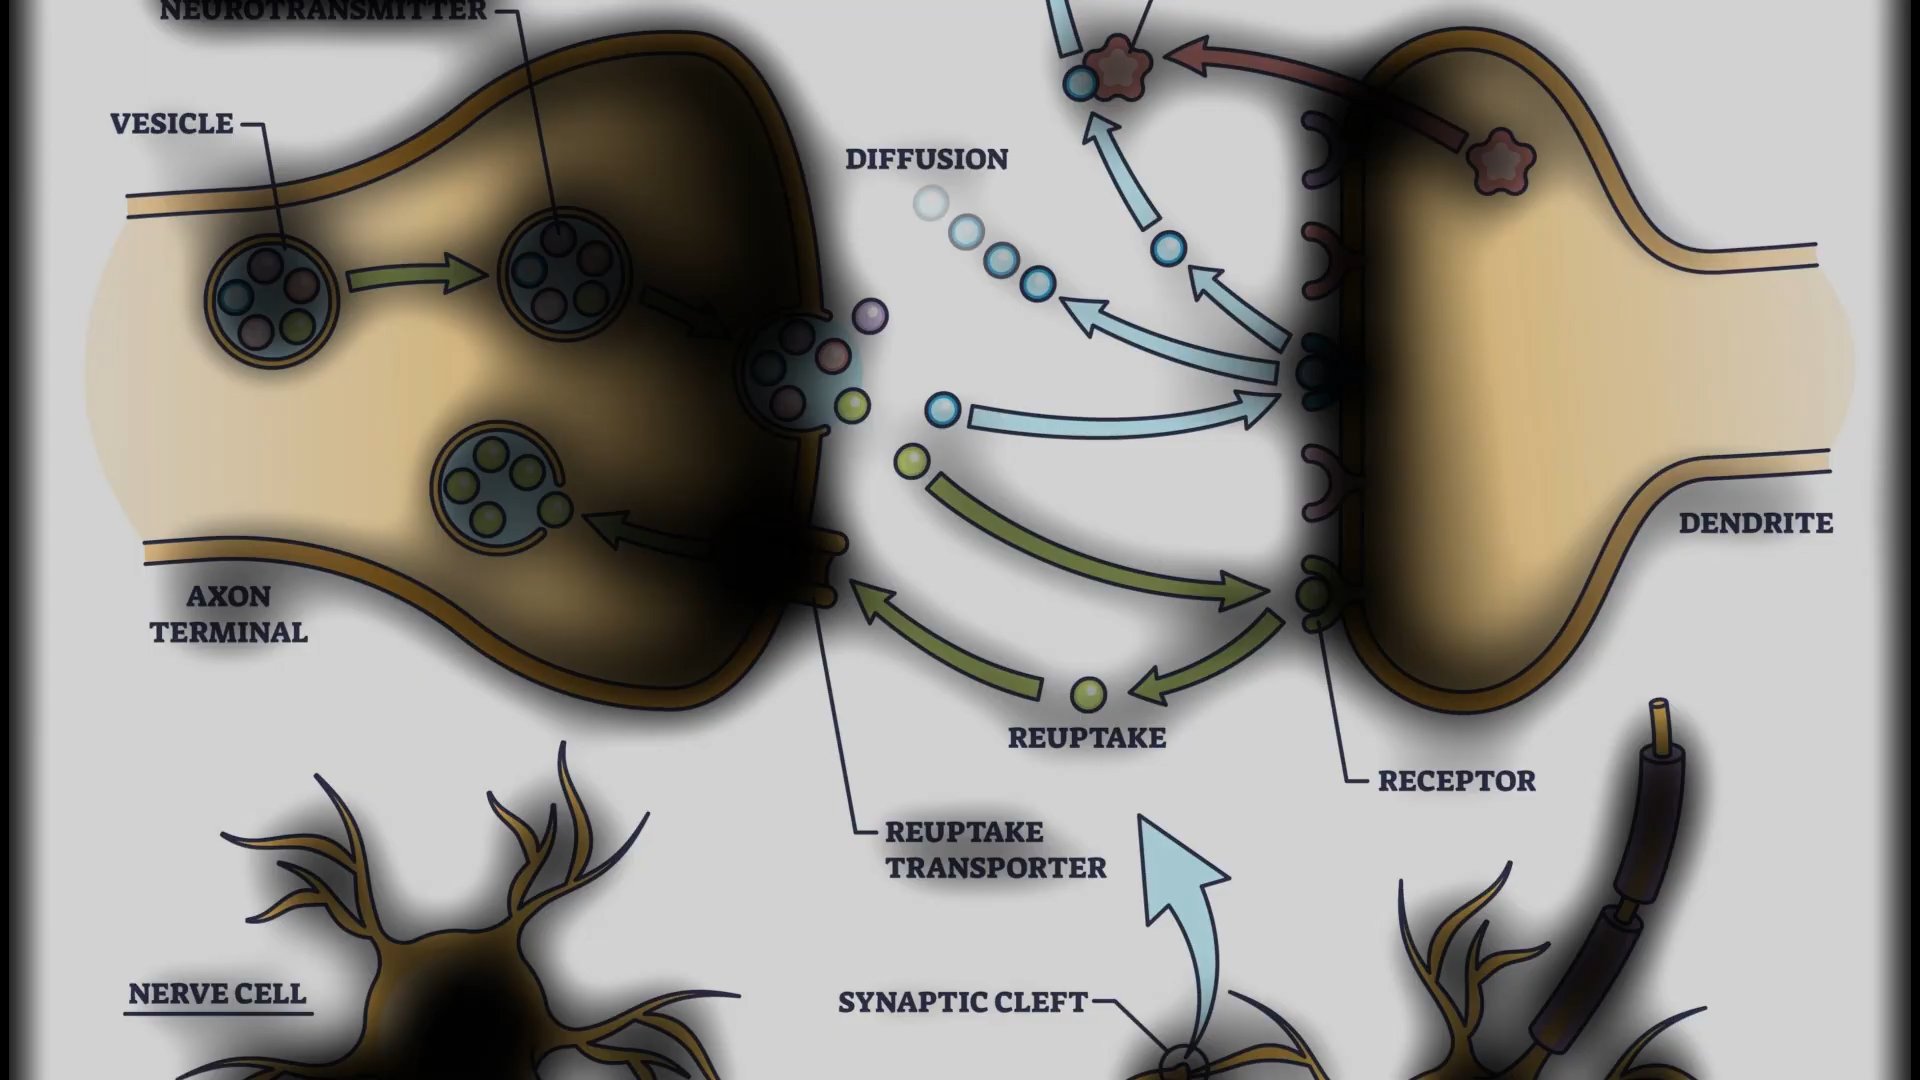 NEUROTRANSMITTER
VESICLE
DIFFUSION
DENDRITE
AXON
TERMINAL
REUPTAKE
RECEPTOR
REUPTAKE
TRANSPORTER
NERVE CELL
SYNAPTIC CLEFT